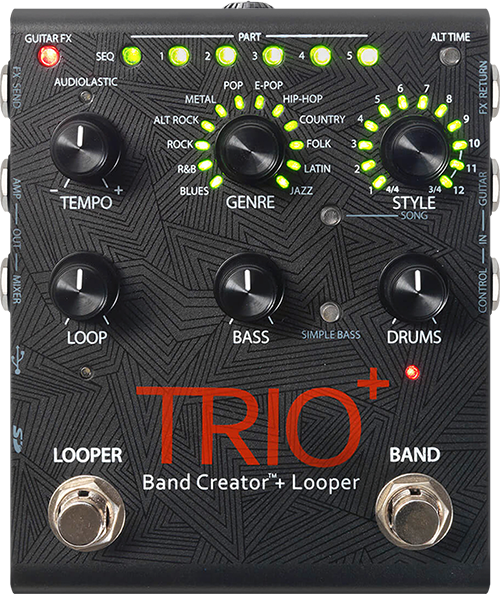 GUITAR FX
PART
ALT TIME
SEQ 1 2 3 4 5
AUDIOLASTIC
POP E-POP
METAL HIP-HOP
ALT ROCK COUNTRY
ROCK FOLK
R&B LATIN
BLUES JAZZ
- +
TEMPO
GENRE
1 2 3 4 5 6 7 8 9 10 11 12
4/4 3/4
STYLE
SONG
LOOP
BASS
SIMPLE BASS
DRUMS
FX-SEND
AMP - OUT - MIXER
FX RETURN
CONTROL - IN - GUITAR
SD
TRIO+
LOOPER
BAND
Band Creator™+ Looper